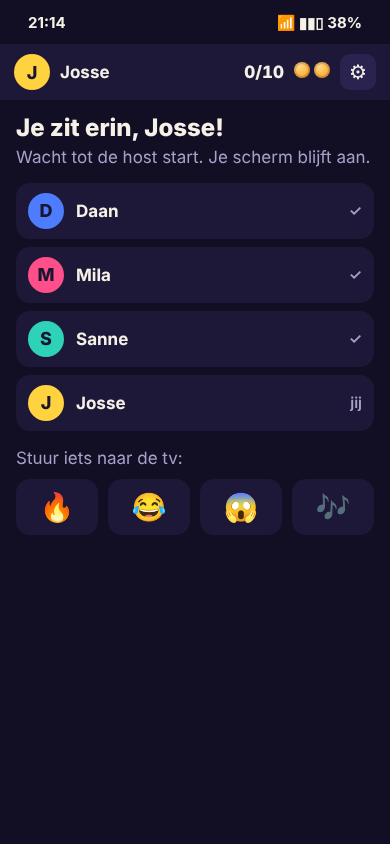 21:14
38%
J
Josse
0/10
Je zit erin, Josse!
Wacht tot de host start. Je scherm blijft aan.
D
Daan
M
Mila
S
Sanne
J
Josse
jij
Stuur iets naar de tv: